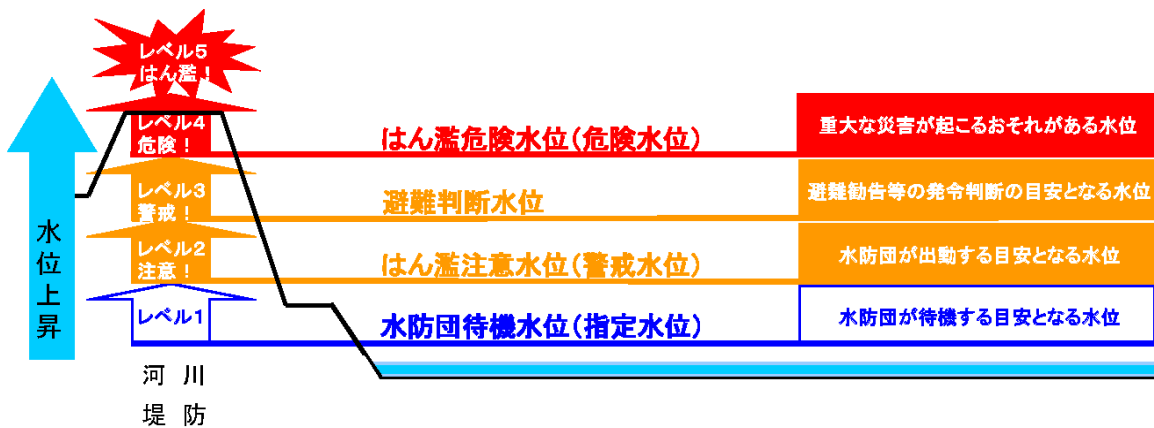 レベル5
はん濫！
レベル4
危険！
はん濫危険水位（危険水位）
重大な災害が起こるおそれがある水位
レベル3
警戒！
避難判断水位
避難勧告等の発令判断の目安となる水位
レベル2
注意！
はん濫注意水位（警戒水位）
水防団が出動する目安となる水位
レベル1
水防団待機水位（指定水位）
水防団が待機する目安となる水位
水位上昇
河川
堤防